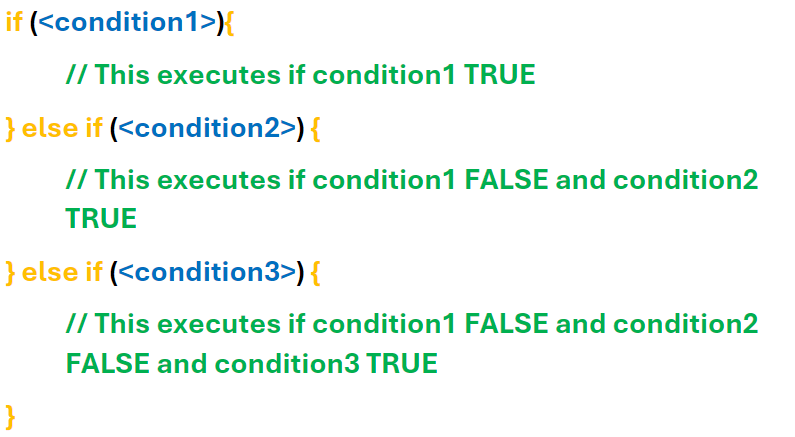 if (<condition1>){
// This executes if condition1 TRUE
} else if (<condition2>) {
// This executes if condition1 FALSE and condition2
TRUE
} else if (<condition3>) {
// This executes if condition1 FALSE and condition2
FALSE and condition3 TRUE
}